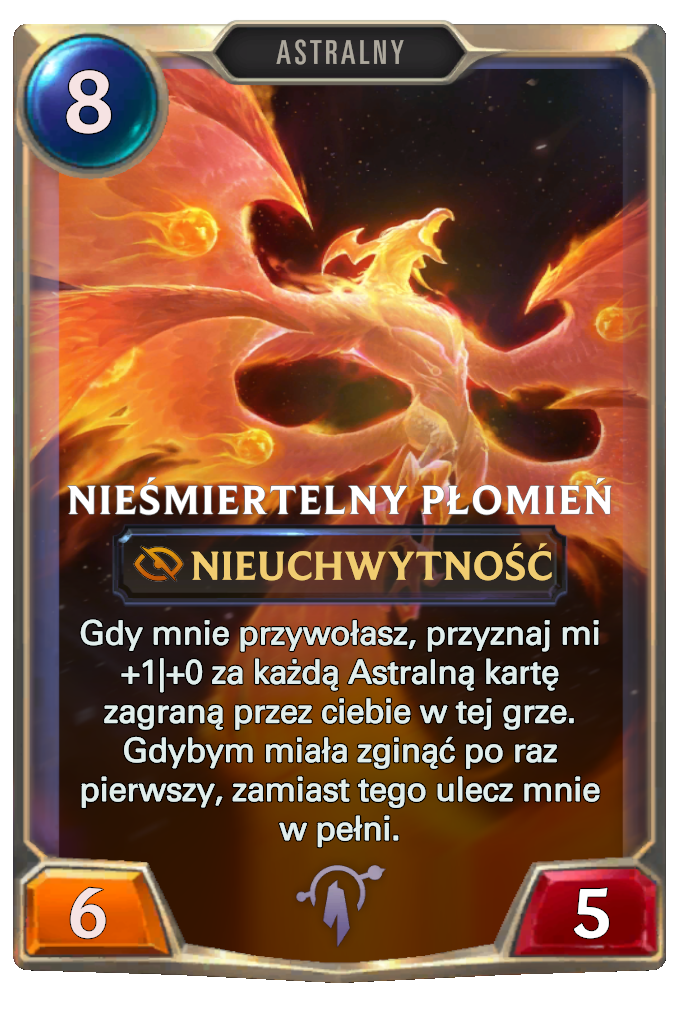 8
ASTRALNY
NIEŚMIERTELNY PŁOMIEŃ
NIEUCHWYTNOŚĆ
Gdy mnie przywołasz, przyznaj mi
+1|+0 za każdą Astralną kartę
zagraną przez ciebie w tej grze.
Gdybym miała zginąć po raz
pierwszy, zamiast tego ulecz mnie
w pełni.
6
5